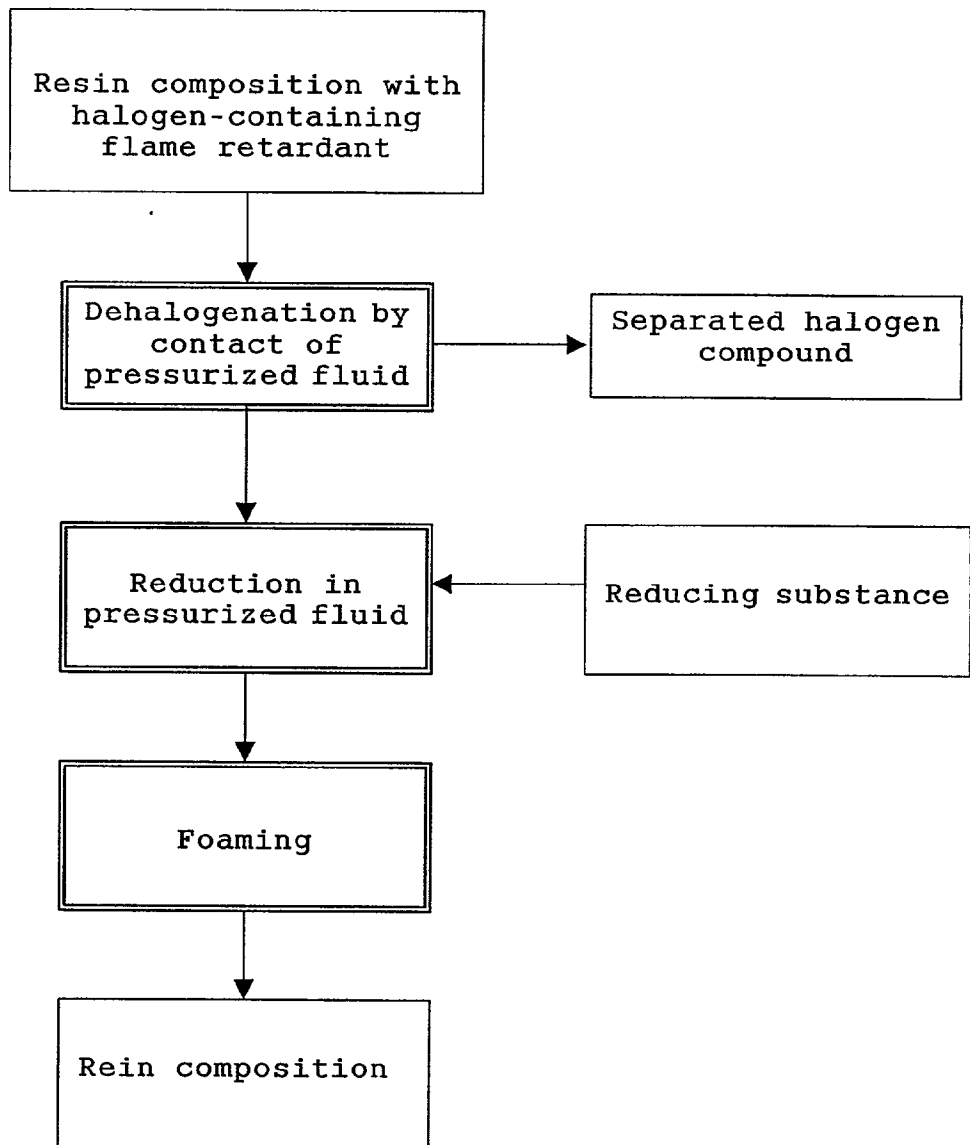 Resin composition with
halogen-containing
flame retardant
Dehalogenation by
contact of
pressurized fluid
Separated halogen
compound
Reduction in
pressurized fluid
Reducing substance
Foaming
Rein composition